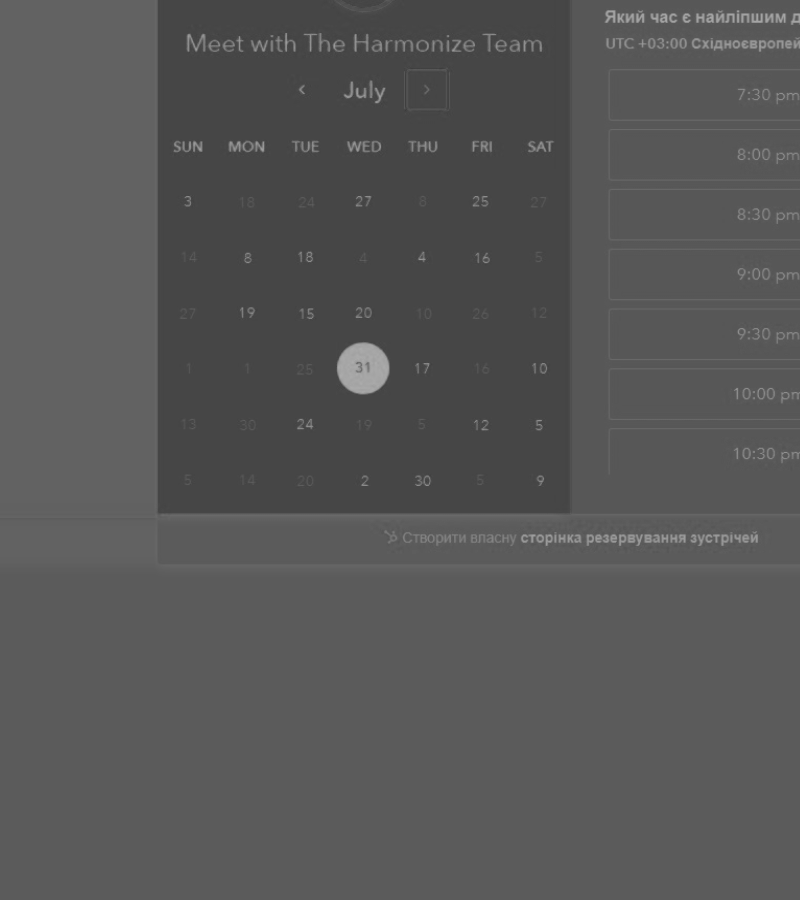 Meet with The Harmonize Team
July
SUN MON TUE WED THU FRI SAT
3 18 24 27 8 25 27
14 8 18 4 4 16 5
27 19 15 20 10 26 12
1 1 25 31 17 16 10
13 30 24 19 5 12 5
5 14 20 2 30 5 9
Який час є найліпшим
UTC +03:00 Східноєвропей
7:30 pm
8:00 pm
8:30 pm
9:00 pm
9:30 pm
10:00 pm
10:30 pm
Створити власну сторінка резервування зустрічей